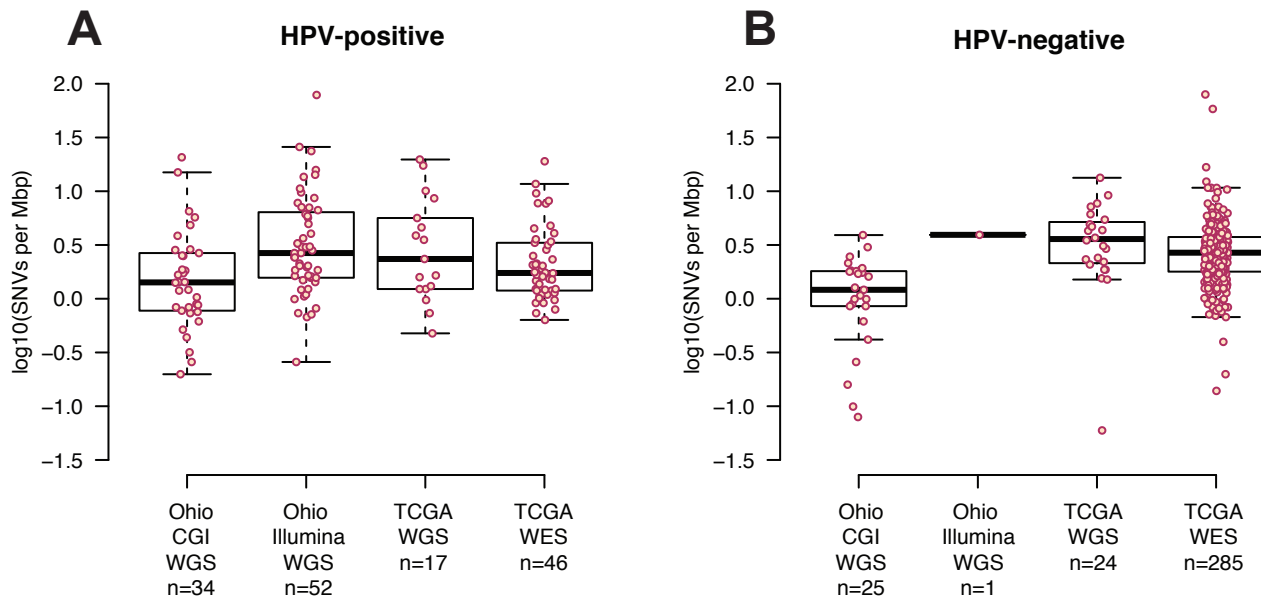 A
HPV-positive
log10(SNVs per Mbp)
2.0
1.5
1.0
0.5
0.0
−0.5
−1.0
−1.5
Ohio
CGI
WGS
n=34
Ohio
Illumina
WGS
n=52
TCGA
WGS
n=17
TCGA
WES
n=46
B
HPV-negative
log10(SNVs per Mbp)
2.0
1.5
1.0
0.5
0.0
−0.5
−1.0
−1.5
Ohio
CGI
WGS
n=25
Ohio
Illumina
WGS
n=1
TCGA
WGS
n=24
TCGA
WES
n=285